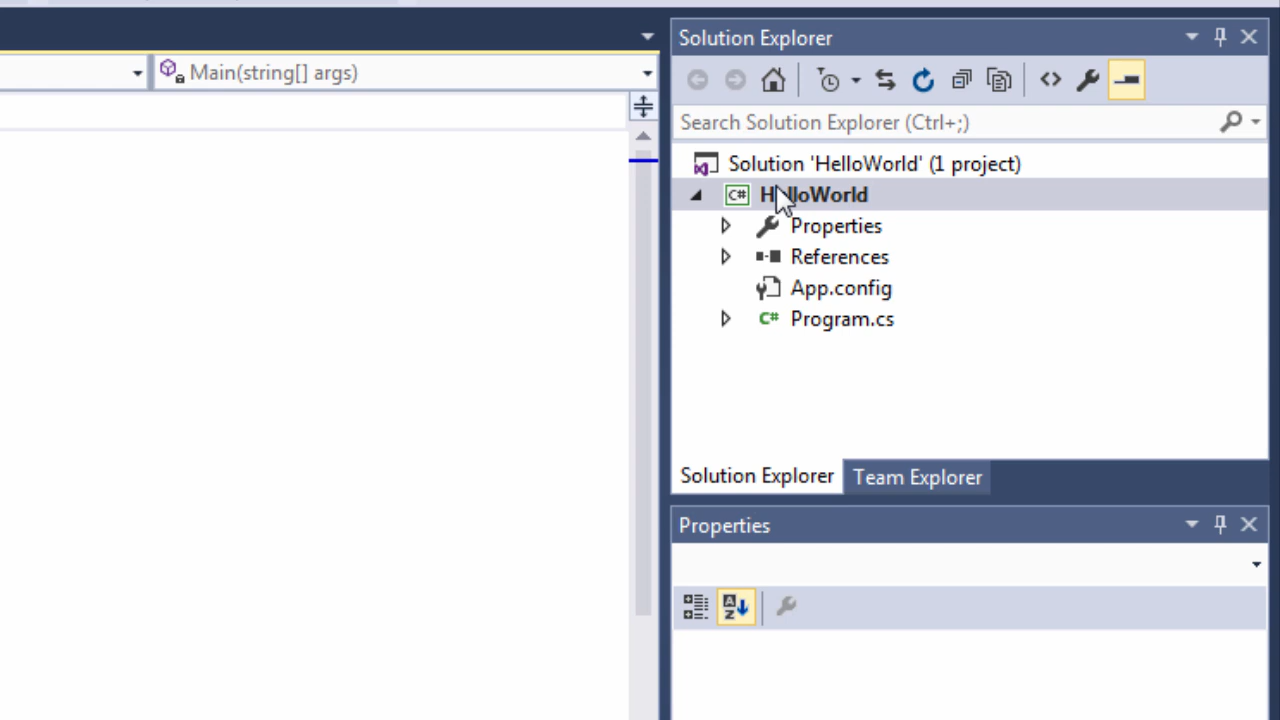 Solution Explorer
Main(string[] args)
Search Solution Explorer (Ctrl+;)
Solution 'HelloWorld' (1 project)
C# HelloWorld
Properties
References
App.config
C# Program.cs
Solution Explorer Team Explorer
Properties
A
Z